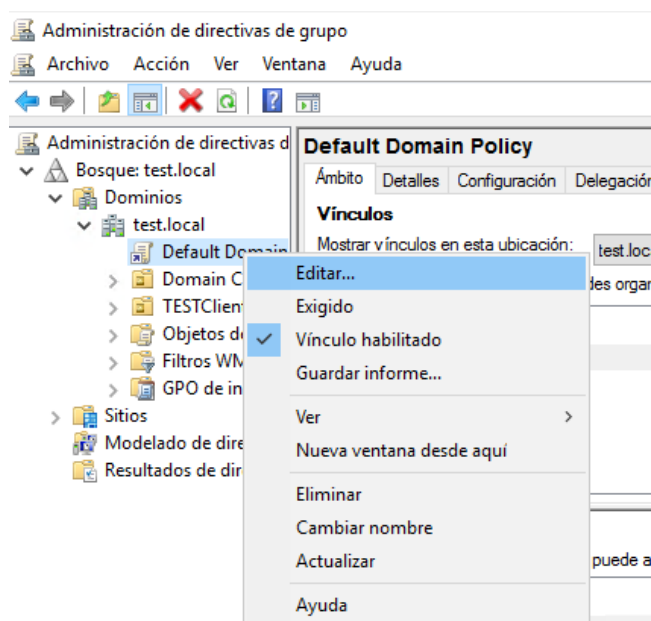 Administración de directivas de grupo
Archivo Acción Ver Ventana Ayuda
Administración de directivas d
Bosque: test.local
Dominios
test.local
Default Domain
Domain C
TESTClien
Objetos d
Filtros WM
GPO de in
Sitios
Modelado de dire
Resultados de dir
Default Domain Policy
Ámbito Detalles Configuración Delegación
Vínculos
Mostrar vínculos en esta ubicación: test.loc
des organ
Editar...
Exigido
Vínculo habilitado
Guardar informe...
Ver
Nueva ventana desde aquí
Eliminar
Cambiar nombre
Actualizar
Ayuda
puede a